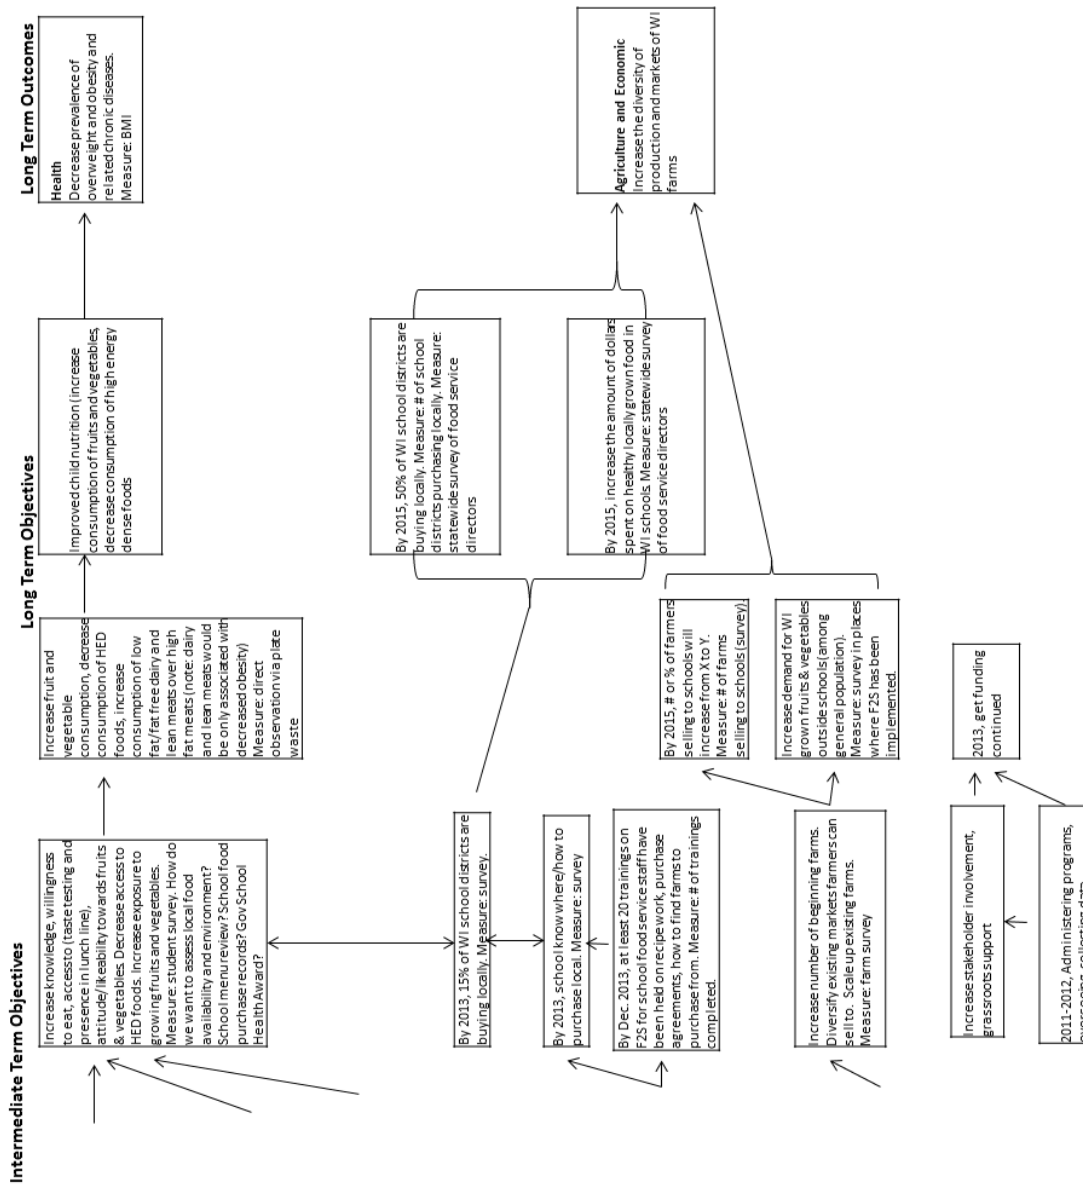 Intermediate Term Objectives
Long Term Objectives
Long Term Outcomes
Increase knowledge, willingness
to eat, access to (taste testing and
presence in lunch line),
attitude/likeability towards fruits
& vegetables. Decrease access to
HED foods. Increase exposure to
growing fruits and vegetables.
Measure: student survey. How do
we want to assess local food
availability and environment?
School menu review? School food
purchase records? Gov School
Health Award?
Increase fruit and
vegetable
consumption, decrease
consumption of HED
foods, increase
consumption of low
fat/fat free dairy and
lean meats over high
fat meats (note: dairy
and lean meats would
be only associated with
decreased obesity)
Measure: direct
observation via plate
waste
Improved child nutrition (increase
consumption of fruits and vegetables,
decrease consumption of high energy
dense foods
Health
Decrease prevalence of
overweight and obesity and
related chronic diseases.
Measure: BMI
By 2013, 15% of WI school districts are
buying locally. Measure: survey.
By 2013, school know where/how to
purchase local. Measure: survey
By Dec. 2013, at least 20 trainings on
F2S for school food service staff have
been held on recipe work, purchase
agreements, how to find farms to
purchase from. Measure: # of trainings
completed.
By 2015, 50% of WI school districts are
buying locally. Measure: # of school
districts purchasing locally. Measure:
statewide survey of food service
directors
By 2015, increase the amount of dollars
spent on healthy locally grown food in
WI schools. Measure: statewide survey
of food service directors
Agriculture and Economic
Increase the diversity of
production and markets of WI
farms
Increase number of beginning farms.
Diversify existing markets farmers can
sell to. Scale up existing farms.
Measure: farm survey
By 2015, # or % of farmers
selling to schools will
increase from X to Y.
Measure: # of farms
selling to schools (survey).
Increase demand for WI
grown fruits & vegetables
outside schools (among
general population).
Measure: survey in places
where F2S has been
implemented.
Increase stakeholder involvement,
grassroots support
2013, get funding
continued
2011-2012, Administering programs,